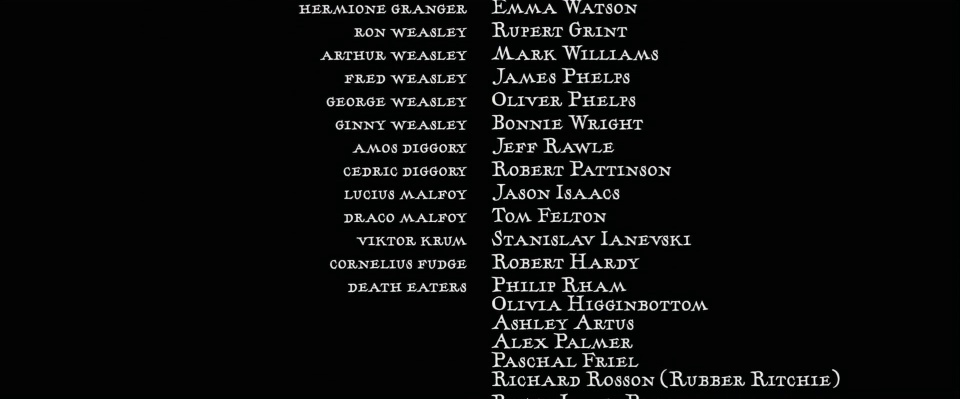 HERMIONE GRANGER EMMA WATSON
RON WEASLEY RUPERT GRINT
ARTHUR WEASLEY MARK WILLIAMS
FRED WEASLEY JAMES PHELPS
GEORGE WEASLEY OLIVER PHELPS
GINNY WEASLEY BONNIE WRIGHT
AMOS DIGGORY JEFF RAWLE
CEDRIC DIGGORY ROBERT PATTINSON
LUCIUS MALFOY JASON ISAACS
DRACO MALFOY TOM FELTON
VIKTOR KRUM STANISLAV IANEVSKI
CORNELIUS FUDGE ROBERT HARDY
DEATH EATERS PHILIP RHAM
OLIVIA HIGGINBOTTOM
ASHLEY ARTUS
ALEX PALMER
PASCHAL FRIEL
RICHARD ROSSON (RUBBER RITCHIE)